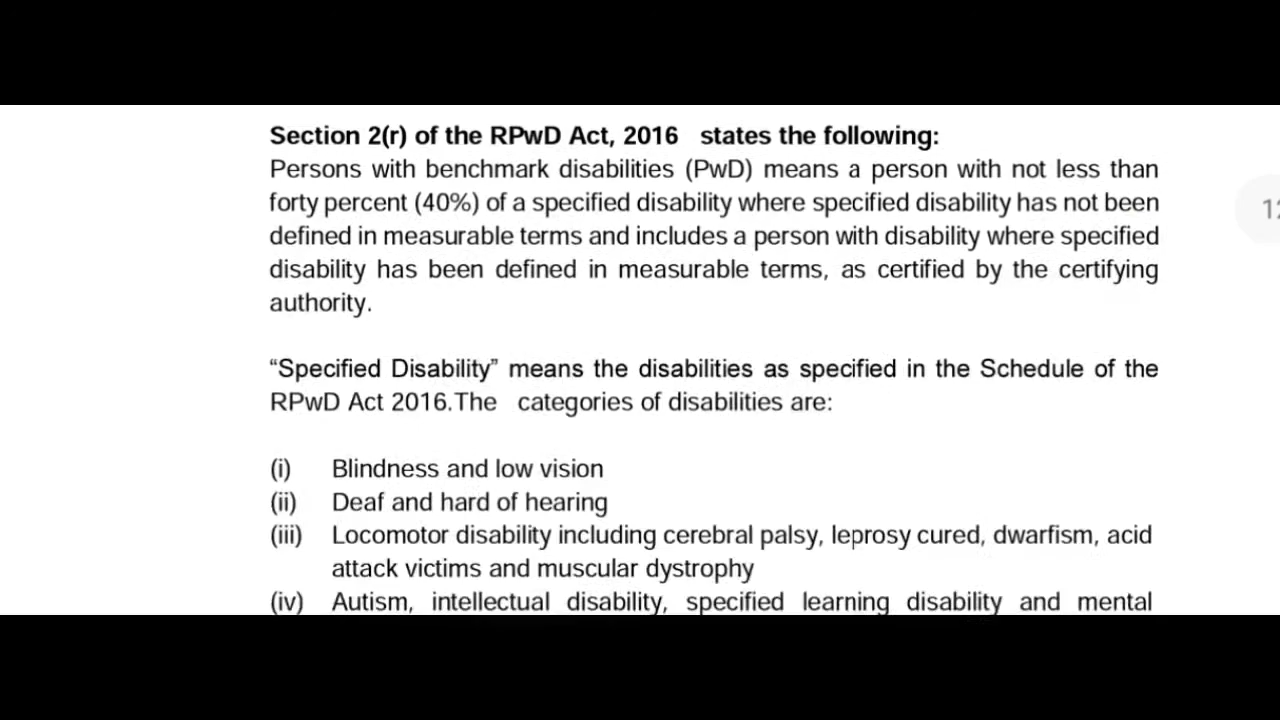 Section 2(r) of the RPwD Act, 2016 states the following:
Persons with benchmark disabilities (PwD) means a person with not less than
forty percent (40%) of a specified disability where specified disability has not been
defined in measurable terms and includes a person with disability where specified
disability has been defined in measurable terms, as certified by the certifying
authority.
“Specified Disability” means the disabilities as specified in the Schedule of the
RPwD Act 2016.The categories of disabilities are:
(i) Blindness and low vision
(ii) Deaf and hard of hearing
(iii) Locomotor disability including cerebral palsy, leprosy cured, dwarfism, acid
attack victims and muscular dystrophy
(iv) Autism, intellectual disability, specified learning disability and mental